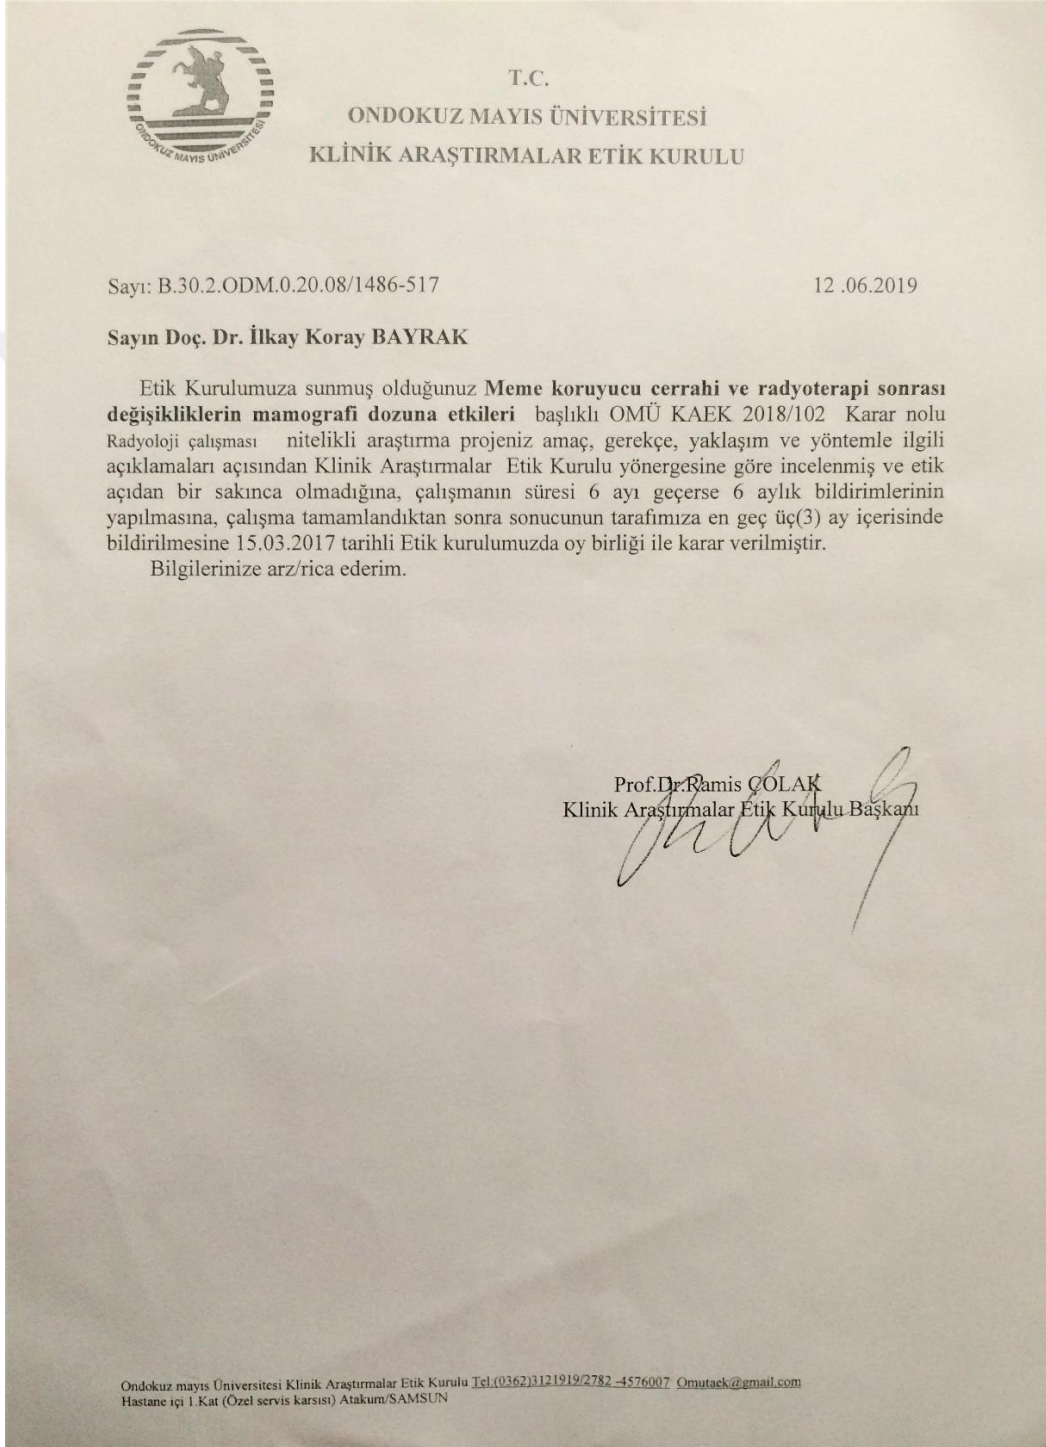 ONDOKUZ MAYIS ÜNİVERSİTESİ
T.C.
ONDOKUZ MAYIS ÜNİVERSİTESİ
KLİNİK ARAŞTIRMALAR ETİK KURULU
Sayı: B.30.2.ODM.0.20.08/1486-517 12 .06.2019
Sayın Doç. Dr. İlkay Koray BAYRAK
Etik Kurulumuza sunmuş olduğunuz Meme koruyucu cerrahi ve radyoterapi sonrası
değişikliklerin mamografi dozuna etkileri başlıklı OMÜ KAEK 2018/102 Karar nolu
Radyoloji çalışması nitelikli araştırma projeniz amaç, gerekçe, yaklaşım ve yöntemle ilgili
açıklamaları açısından Klinik Araştırmalar Etik Kurulu yönergesine göre incelenmiş ve etik
açıdan bir sakınca olmadığına, çalışmanın süresi 6 ayı geçerse 6 aylık bildirimlerinin
yapılmasına, çalışma tamamlandıktan sonra sonucunun tarafımıza en geç üç(3) ay içerisinde
bildirilmesine 15.03.2017 tarihli Etik kurulumuzda oy birliği ile karar verilmiştir.
Bilgilerinize arz/rica ederim.
Prof.Dr.Ramis ÇOLAK
Klinik Araştırmalar Etik Kurulu Başkanı
Ondokuz mayıs Üniversitesi Klinik Araştırmalar Etik Kurulu Tel:(0362)3121919/2782 -4576007 Omutaek@gmail.com
Hastane içi 1.Kat (Özel servis karsısı) Atakum/SAMSUN